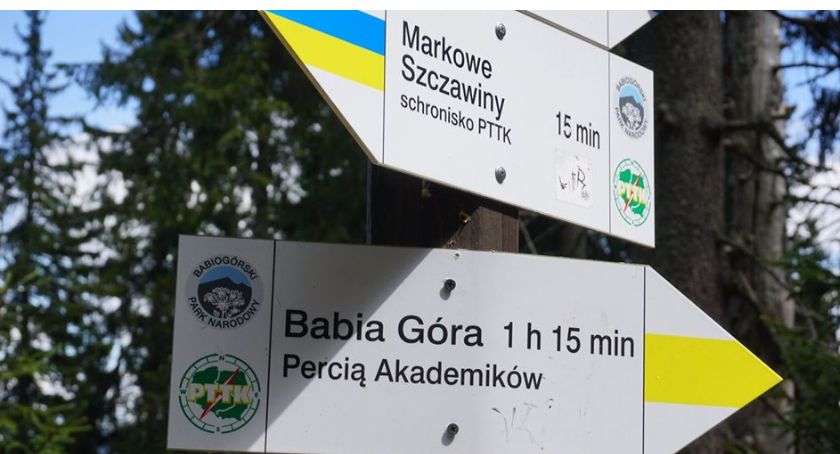 Markowe
Szczawiny
schronisko PTTK
15 min
BABIOGÓRSKI
PARK NARODOWY
PTTK
BABIOGÓRSKI
PARK NARODOWY
PTTK
Babia Góra 1 h 15 min
Percią Akademików